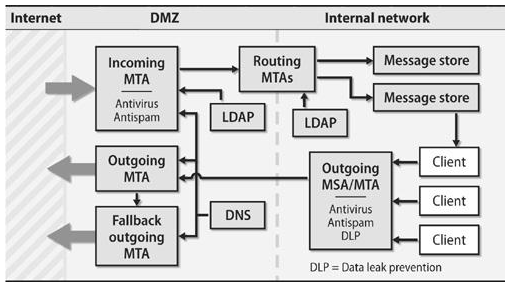 Internet
DMZ
Internal network
Incoming
MTA
Antivirus
Antispam
LDAP
Routing
MTAs
LDAP
Message store
Message store
Outgoing
MTA
Fallback
outgoing
MTA
DNS
Outgoing
MSA/MTA
Antivirus
Antispam
DLP
Client
Client
Client
DLP = Data leak prevention